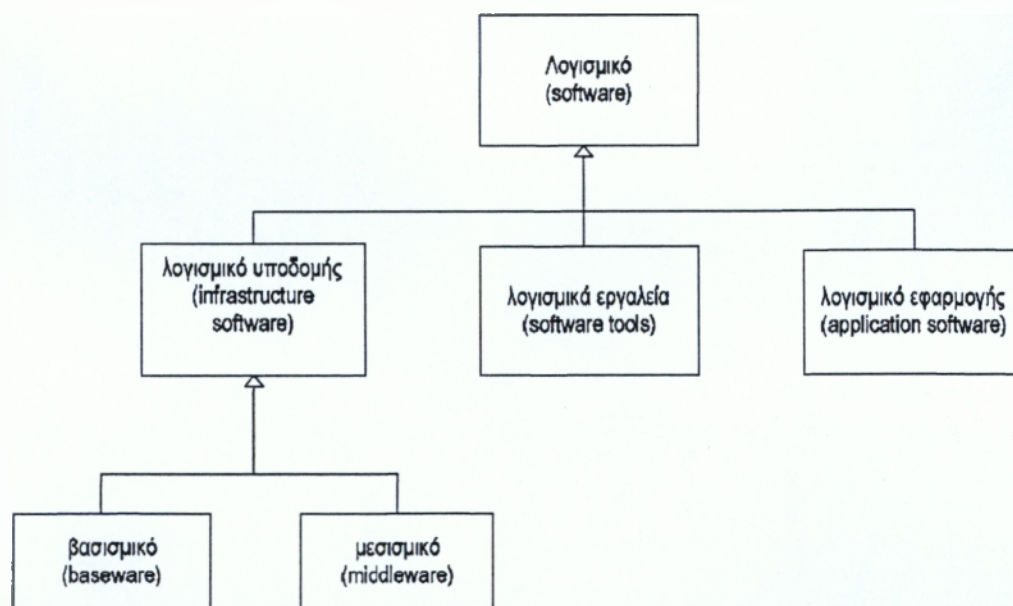 Λογισμικό
(software)
λογισμικό υποδομής
(infrastructure
software)
λογισμικά εργαλεία
(software tools)
λογισμικό εφαρμογής
(application software)
βασισμικό
(baseware)
μεσισμικό
(middleware)